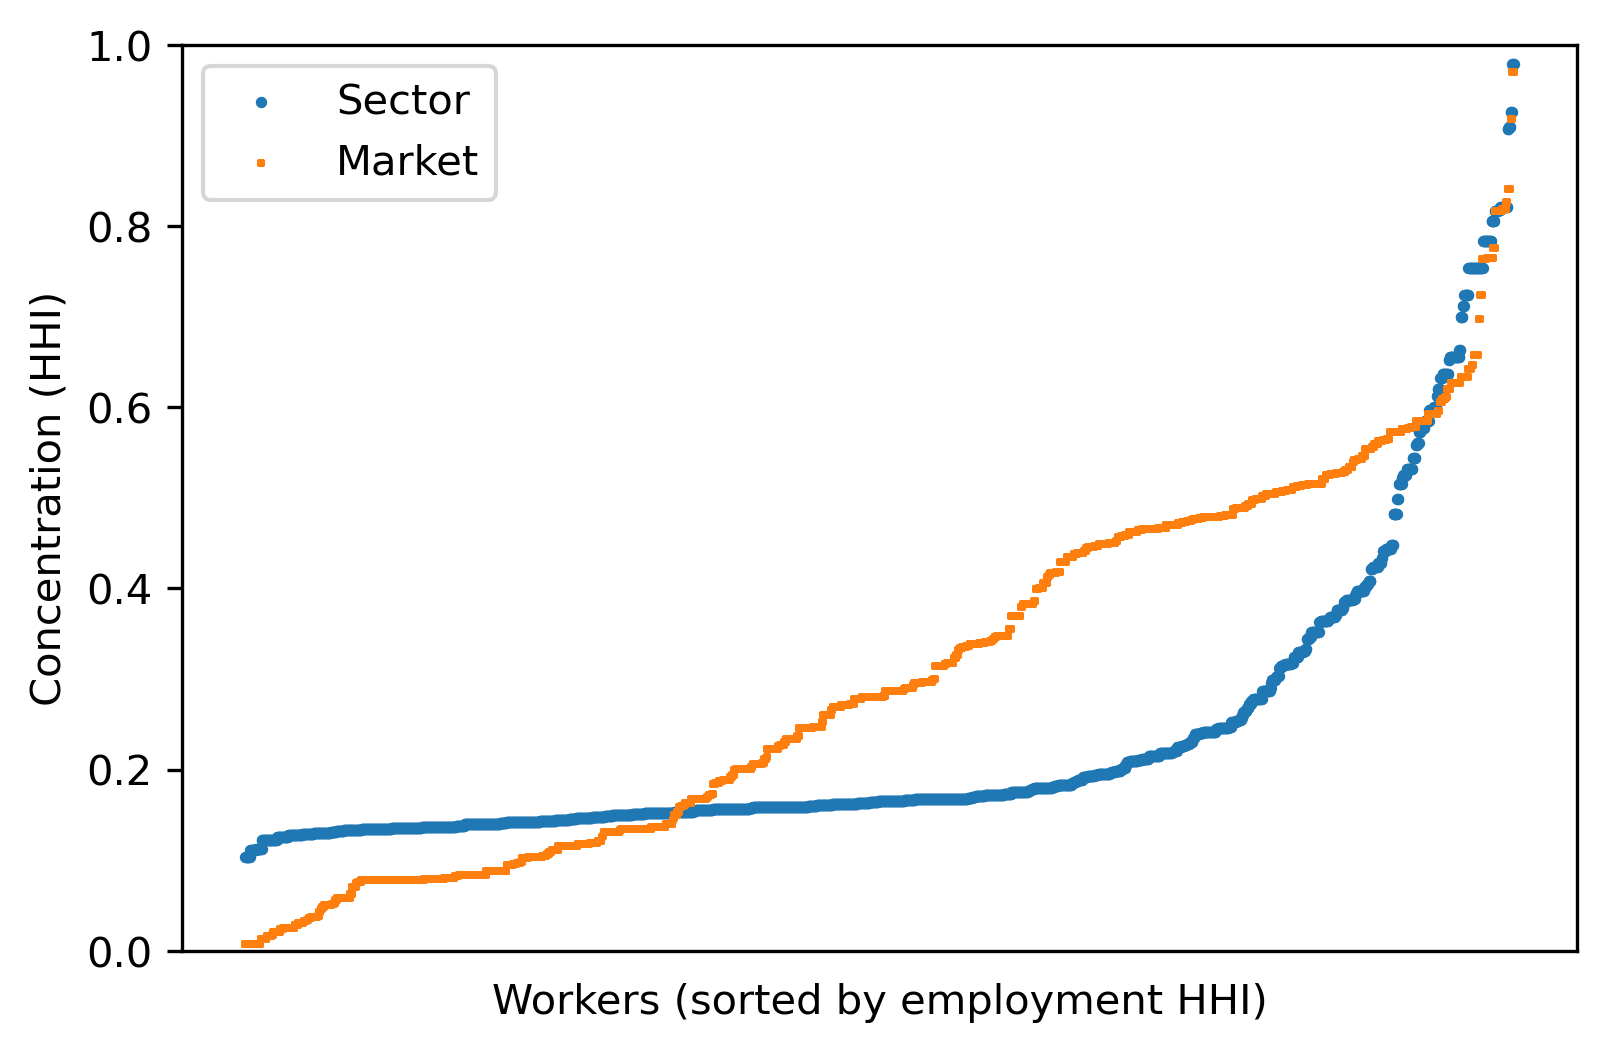 1.0
0.8
0.6
0.4
0.2
0.0
Concentration (HHI)
Sector
Market
Workers (sorted by employment HHI)